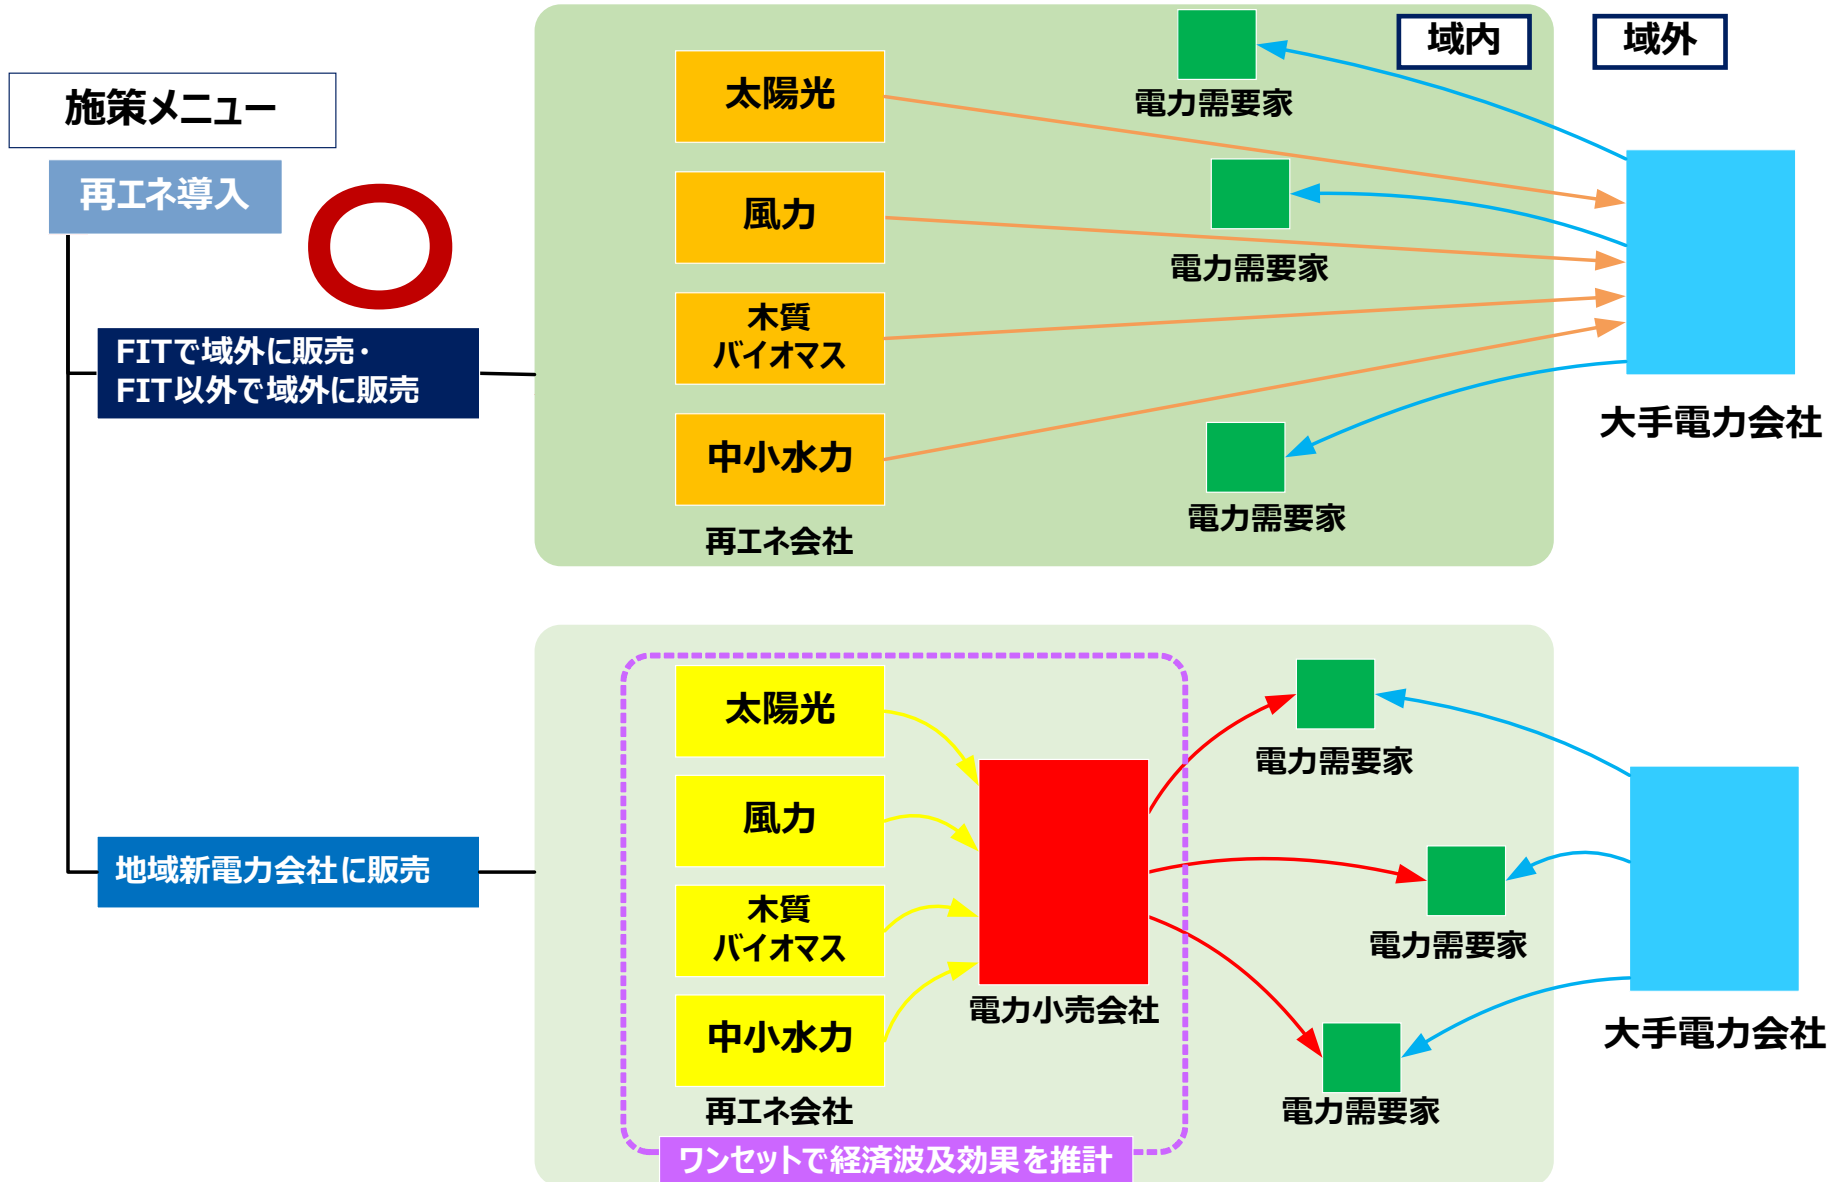 施策メニュー
再エネ導入
FITで域外に販売・
FIT以外で域外に販売
地域新電力会社に販売
域内
域外
太陽光
風力
木質
バイオマス
中小水力
再エネ会社
電力需要家
電力需要家
電力需要家
大手電力会社
太陽光
風力
木質
バイオマス
中小水力
再エネ会社
電力小売会社
電力需要家
電力需要家
電力需要家
大手電力会社
ワンセットで経済波及効果を推計